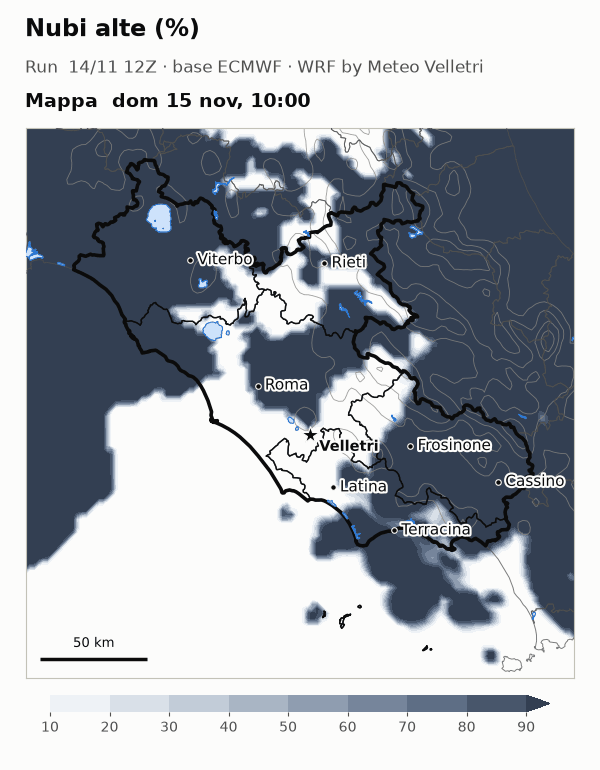 Nubi alte (%)
Run  14/11 12Z · base ECMWF · WRF by Meteo Velletri
Mappa  dom 15 nov, 10:00
Viterbo
Rieti
Roma
Velletri
Frosinone
Cassino
Latina
Terracina
50 km
10 20 30 40 50 60 70 80 90